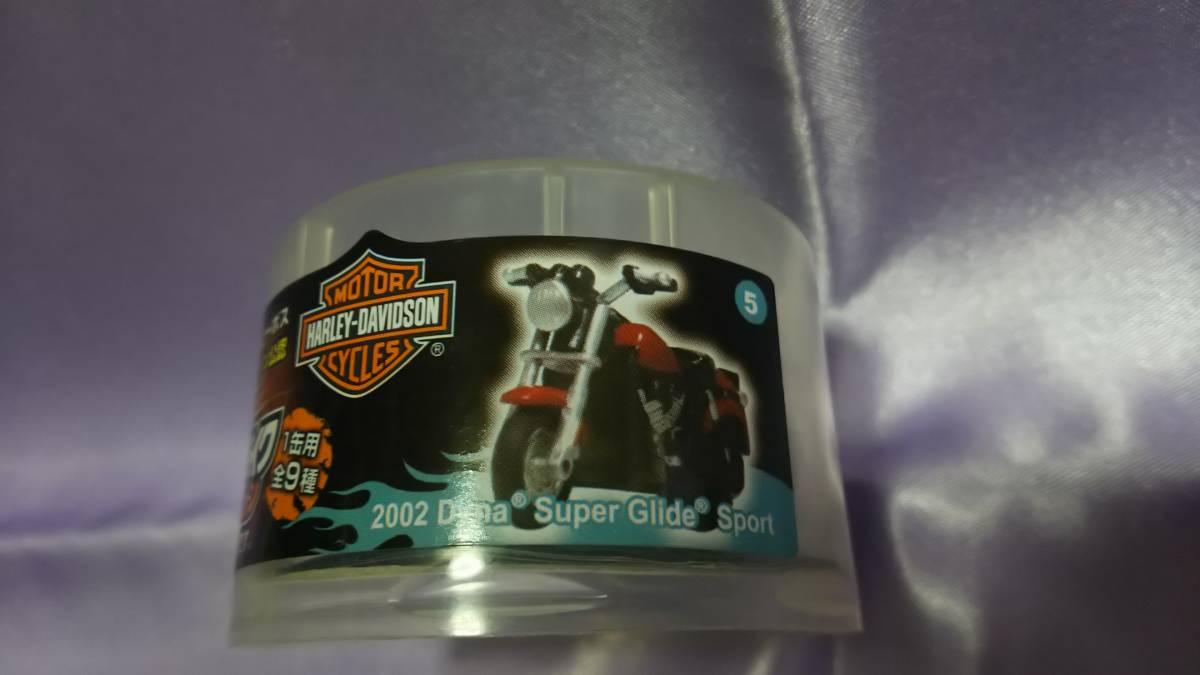 MOTOR
HARLEY-DAVIDSON
CYCLES
®
5
1缶用
全9種
2002 Dyna® Super Glide® Sport